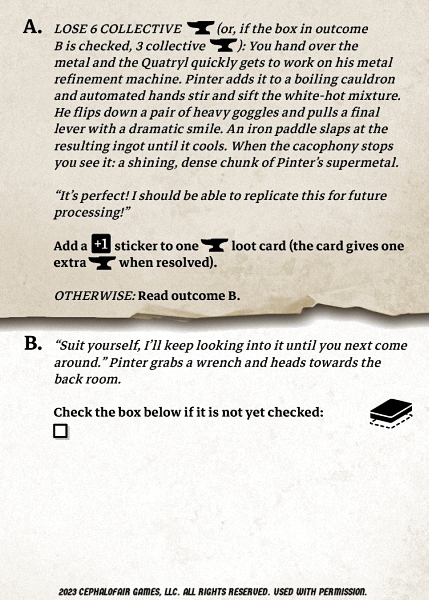 A. LOSE 6 COLLECTIVE (or, if the box in outcome
B is checked, 3 collective ): You hand over the
metal and the Quatryl quickly gets to work on his metal
refinement machine. Pinter adds it to a boiling cauldron
and automated hands stir and sift the white-hot mixture.
He flips down a pair of heavy goggles and pulls a final
lever with a dramatic smile. An iron paddle slaps at the
resulting ingot until it cools. When the cacophony stops
you see it: a shining, dense chunk of Pinter's supermetal.
“It's perfect! I should be able to replicate this for future
processing!”
Add a +1 sticker to one loot card (the card gives one
extra when resolved).
OTHERWISE: Read outcome B.
B. “Suit yourself, I'll keep looking into it until you next come
around.” Pinter grabs a wrench and heads towards the
back room.
Check the box below if it is not yet checked:
2023 CEPHALOFAIR GAMES, LLC. ALL RIGHTS RESERVED. USED WITH PERMISSION.